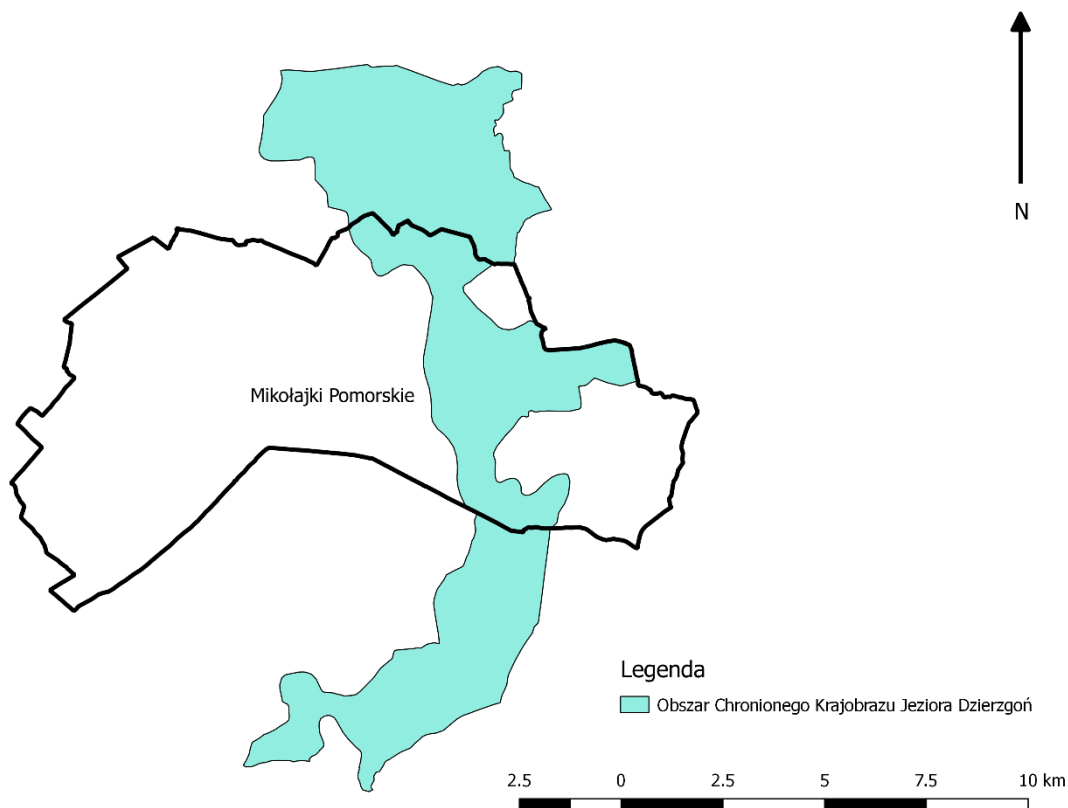 N
Mikołajki Pomorskie
Legenda
Obszar Chronionego Krajobrazu Jeziora Dzierzgoń
2.5 0 2.5 5 7.5 10 km